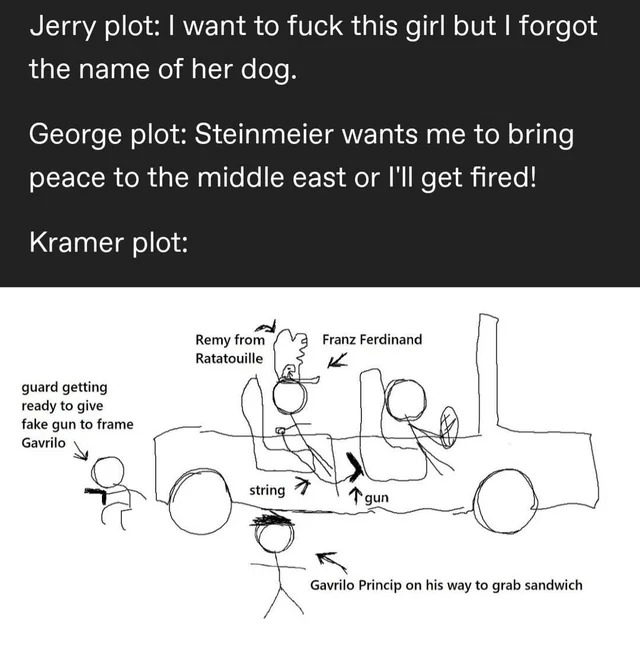 Jerry plot: I want to fuck this girl but I forgot
the name of her dog.
George plot: Steinmeier wants me to bring
peace to the middle east or I'll get fired!
Kramer plot:
Remy from
Ratatouille
Franz Ferdinand
guard getting
ready to give
fake gun to frame
Gavrilo
string
gun
Gavrilo Princip on his way to grab sandwich